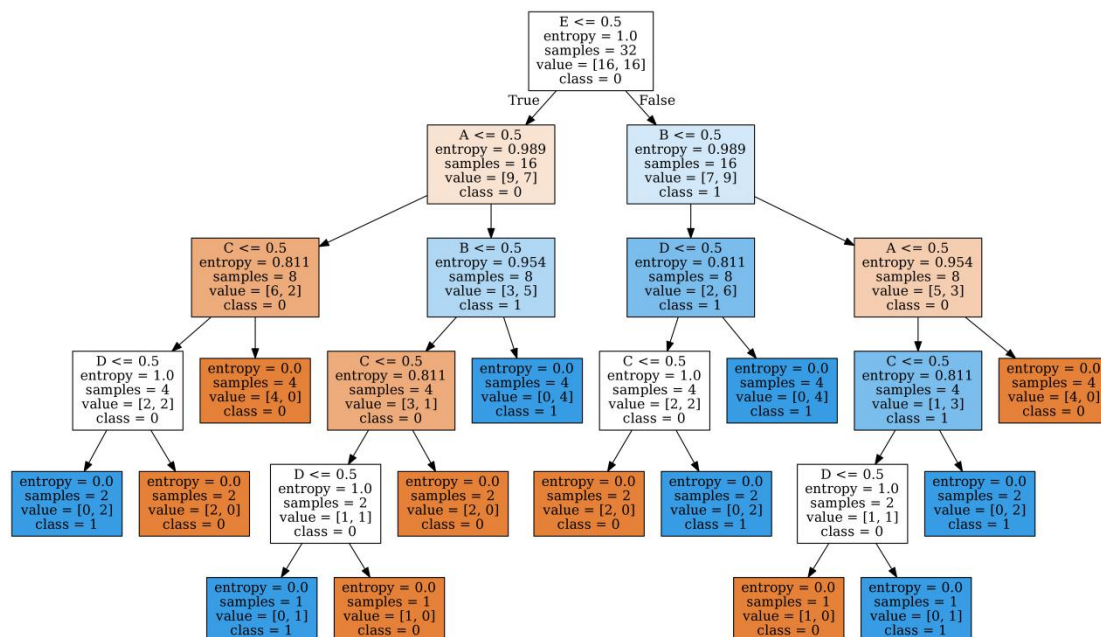 E <= 0.5
entropy = 1.0
samples = 32
value = [16, 16]
class = 0
True
False
A <= 0.5
entropy = 0.989
samples = 16
value = [9, 7]
class = 0
B <= 0.5
entropy = 0.989
samples = 16
value = [7, 9]
class = 1
C <= 0.5
entropy = 0.811
samples = 8
value = [6, 2]
class = 0
B <= 0.5
entropy = 0.954
samples = 8
value = [3, 5]
class = 1
D <= 0.5
entropy = 0.811
samples = 8
value = [2, 6]
class = 1
A <= 0.5
entropy = 0.954
samples = 8
value = [5, 3]
class = 0
D <= 0.5
entropy = 1.0
samples = 4
value = [2, 2]
class = 0
entropy = 0.0
samples = 4
value = [4, 0]
class = 0
C <= 0.5
entropy = 0.811
samples = 4
value = [3, 1]
class = 0
entropy = 0.0
samples = 4
value = [0, 4]
class = 1
C <= 0.5
entropy = 1.0
samples = 4
value = [2, 2]
class = 0
entropy = 0.0
samples = 4
value = [0, 4]
class = 1
C <= 0.5
entropy = 0.811
samples = 4
value = [1, 3]
class = 1
entropy = 0.0
samples = 4
value = [4, 0]
class = 0
entropy = 0.0
samples = 2
value = [0, 2]
class = 1
entropy = 0.0
samples = 2
value = [2, 0]
class = 0
D <= 0.5
entropy = 1.0
samples = 2
value = [1, 1]
class = 0
entropy = 0.0
samples = 2
value = [2, 0]
class = 0
entropy = 0.0
samples = 2
value = [2, 0]
class = 0
entropy = 0.0
samples = 2
value = [0, 2]
class = 1
D <= 0.5
entropy = 1.0
samples = 2
value = [1, 1]
class = 0
entropy = 0.0
samples = 2
value = [0, 2]
class = 1
entropy = 0.0
samples = 1
value = [0, 1]
class = 1
entropy = 0.0
samples = 1
value = [1, 0]
class = 0
entropy = 0.0
samples = 1
value = [1, 0]
class = 0
entropy = 0.0
samples = 1
value = [0, 1]
class = 1